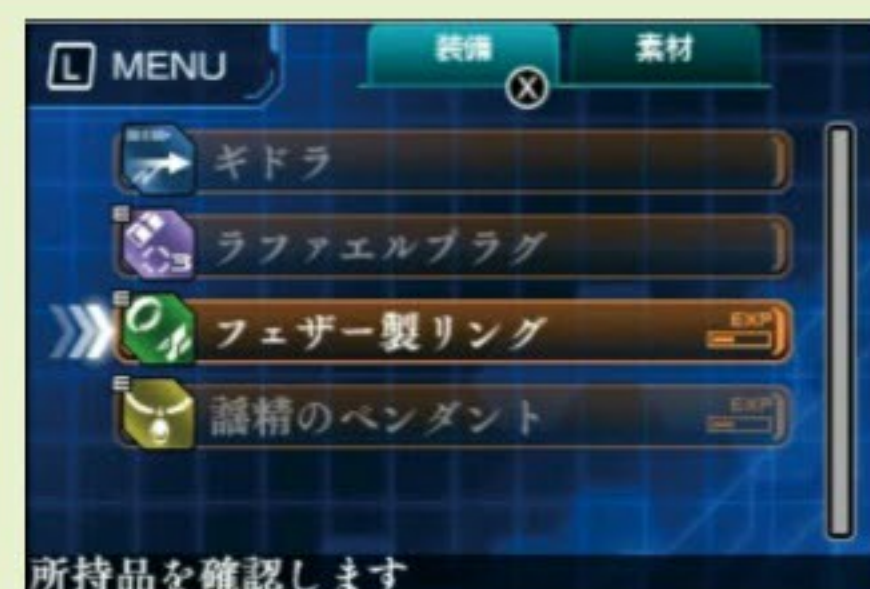 L MENU
装備 素材
X
ギドラ
E
ラファエルプラグ
3
E
フェザー製リング
EXP
E
謡精のペンダント
EXP
所持品を確認します